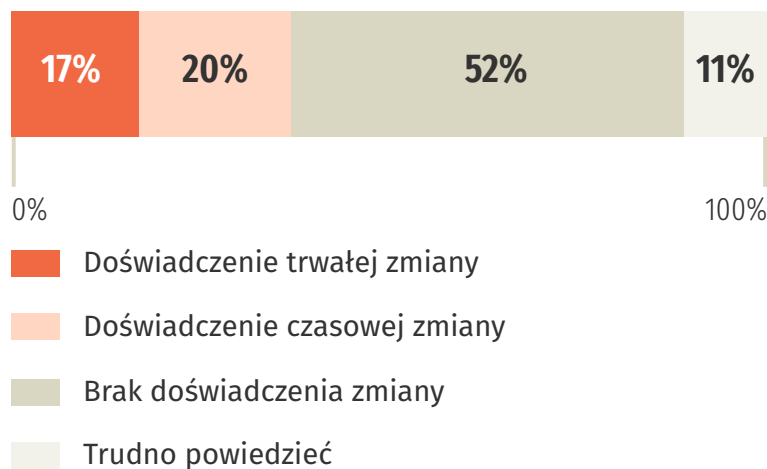 17% 20% 52% 11%
0% 100%
Doświadczenie trwałej zmiany
Doświadczenie czasowej zmiany
Brak doświadczenia zmiany
Trudno powiedzieć